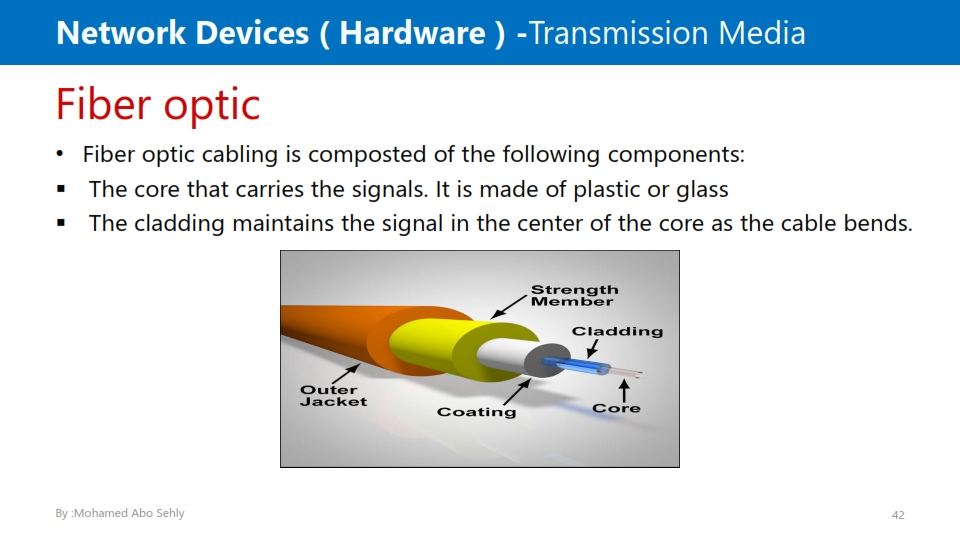 Network Devices ( Hardware ) -Transmission Media
Fiber optic
• Fiber optic cabling is composted of the following components:
▪ The core that carries the signals. It is made of plastic or glass
▪ The cladding maintains the signal in the center of the core as the cable bends.
Strength
Member
Cladding
Outer
Jacket
Coating
Core
By :Mohamed Abo Sehly
42